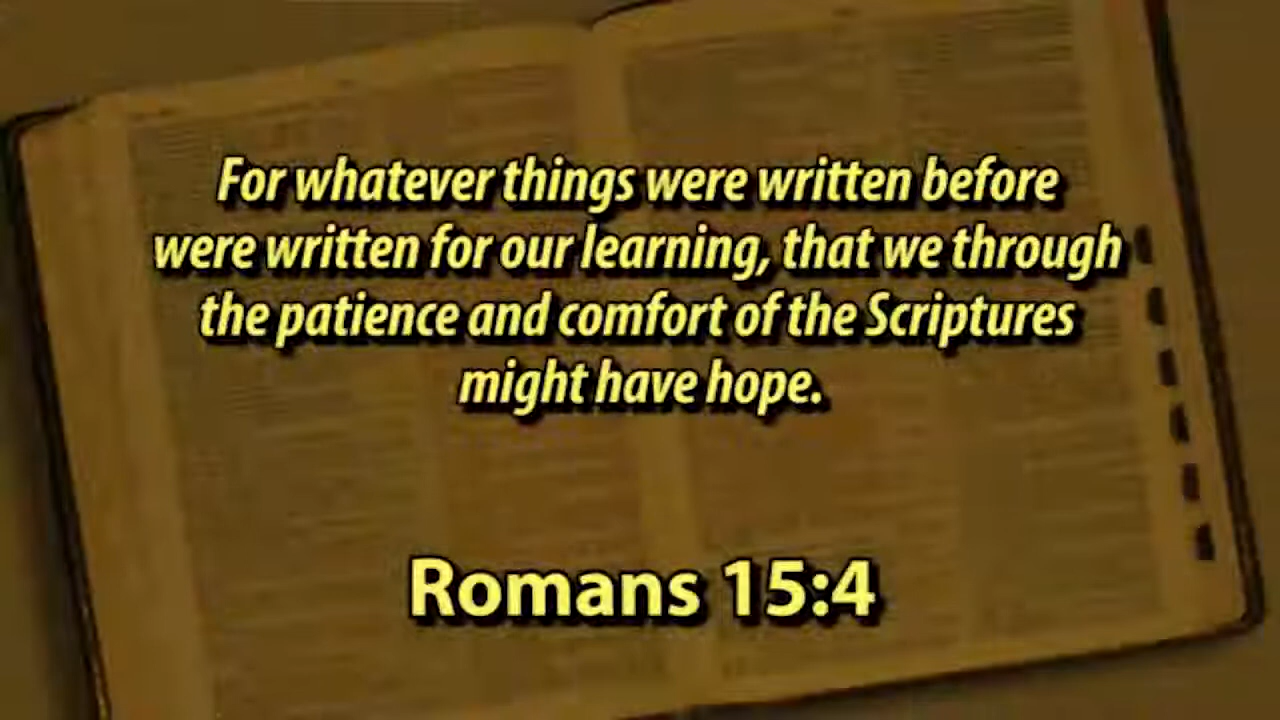 For whatever things were written before
were written for our learning, that we through
the patience and comfort of the Scriptures
might have hope.
Romans 15:4